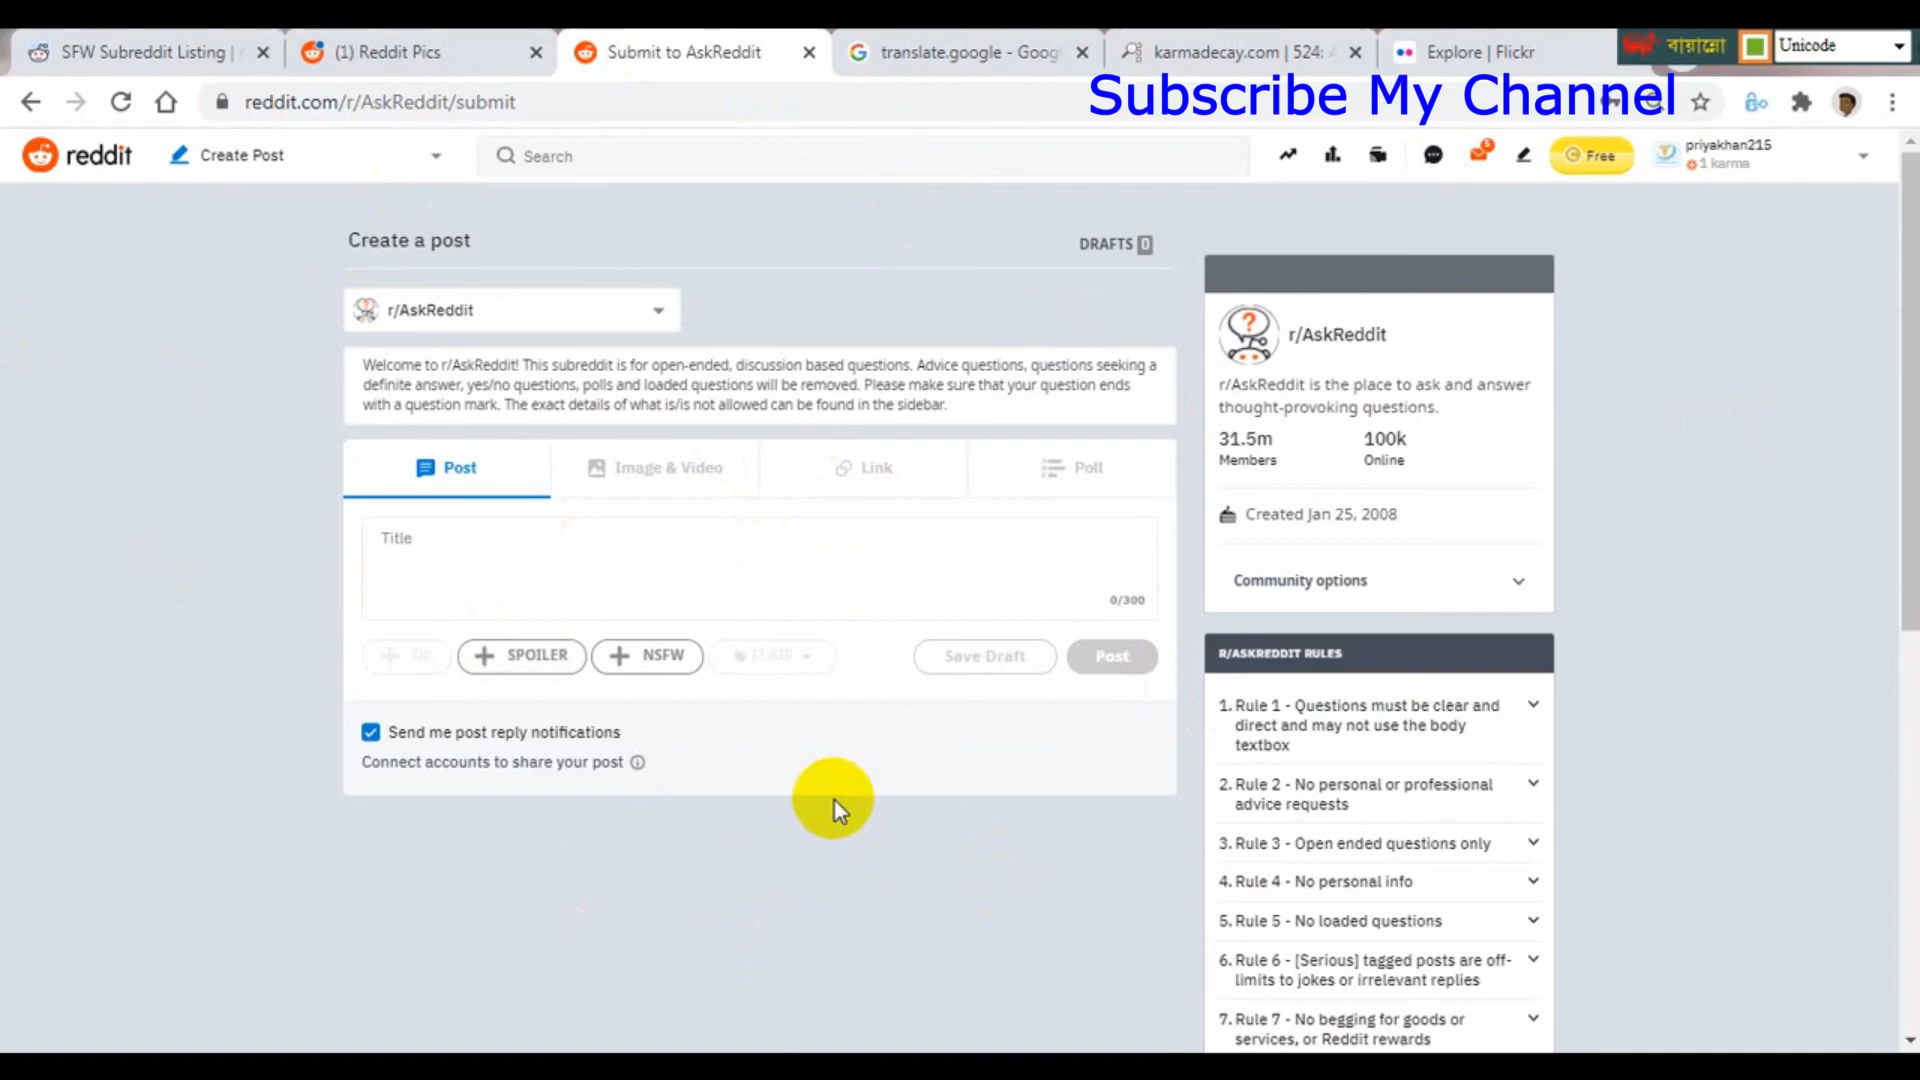 SFW Subreddit Listing |
(1) Reddit Pics
Submit to AskReddit
translate.google - Goog
karmadecay.com | 524: A
Explore | Flickr
বায়ান্নো
Unicode
reddit.com/r/AskReddit/submit
Subscribe My Channel
reddit
Create Post
Search
5
Free
priyakhan215
1 karma
Create a post
DRAFTS 0
r/AskReddit
Welcome to r/AskReddit! This subreddit is for open-ended, discussion based questions. Advice questions, questions seeking a
definite answer, yes/no questions, polls and loaded questions will be removed. Please make sure that your question ends
with a question mark. The exact details of what is/is not allowed can be found in the sidebar.
Post
Image & Video
Link
Poll
Title
0/300
OC
SPOILER
NSFW
FLAIR
Save Draft
Post
Send me post reply notifications
Connect accounts to share your post
r/AskReddit
r/AskReddit is the place to ask and answer
thought-provoking questions.
31.5m
100k
Members
Online
Created Jan 25, 2008
Community options
R/ASKREDDIT RULES
1. Rule 1 - Questions must be clear and
direct and may not use the body
textbox
2. Rule 2 - No personal or professional
advice requests
3. Rule 3 - Open ended questions only
4. Rule 4 - No personal info
5. Rule 5 - No loaded questions
6. Rule 6 - [Serious] tagged posts are off-
limits to jokes or irrelevant replies
7. Rule 7 - No begging for goods or
services, or Reddit rewards